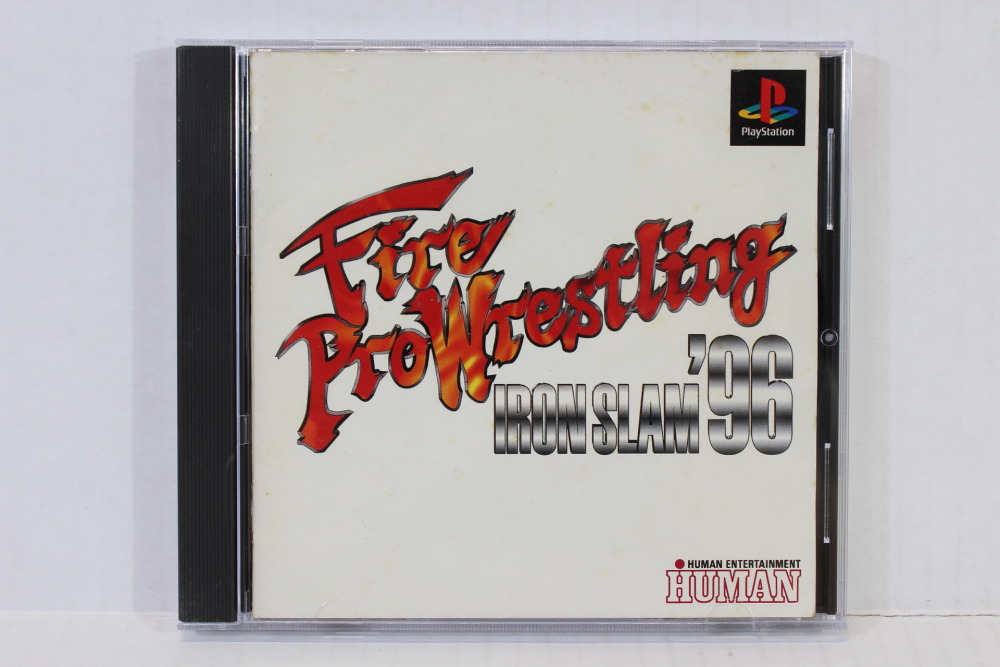 PlayStation
Fire
ProWrestling
IRON SLAM '96
HUMAN ENTERTAINMENT
HUMAN